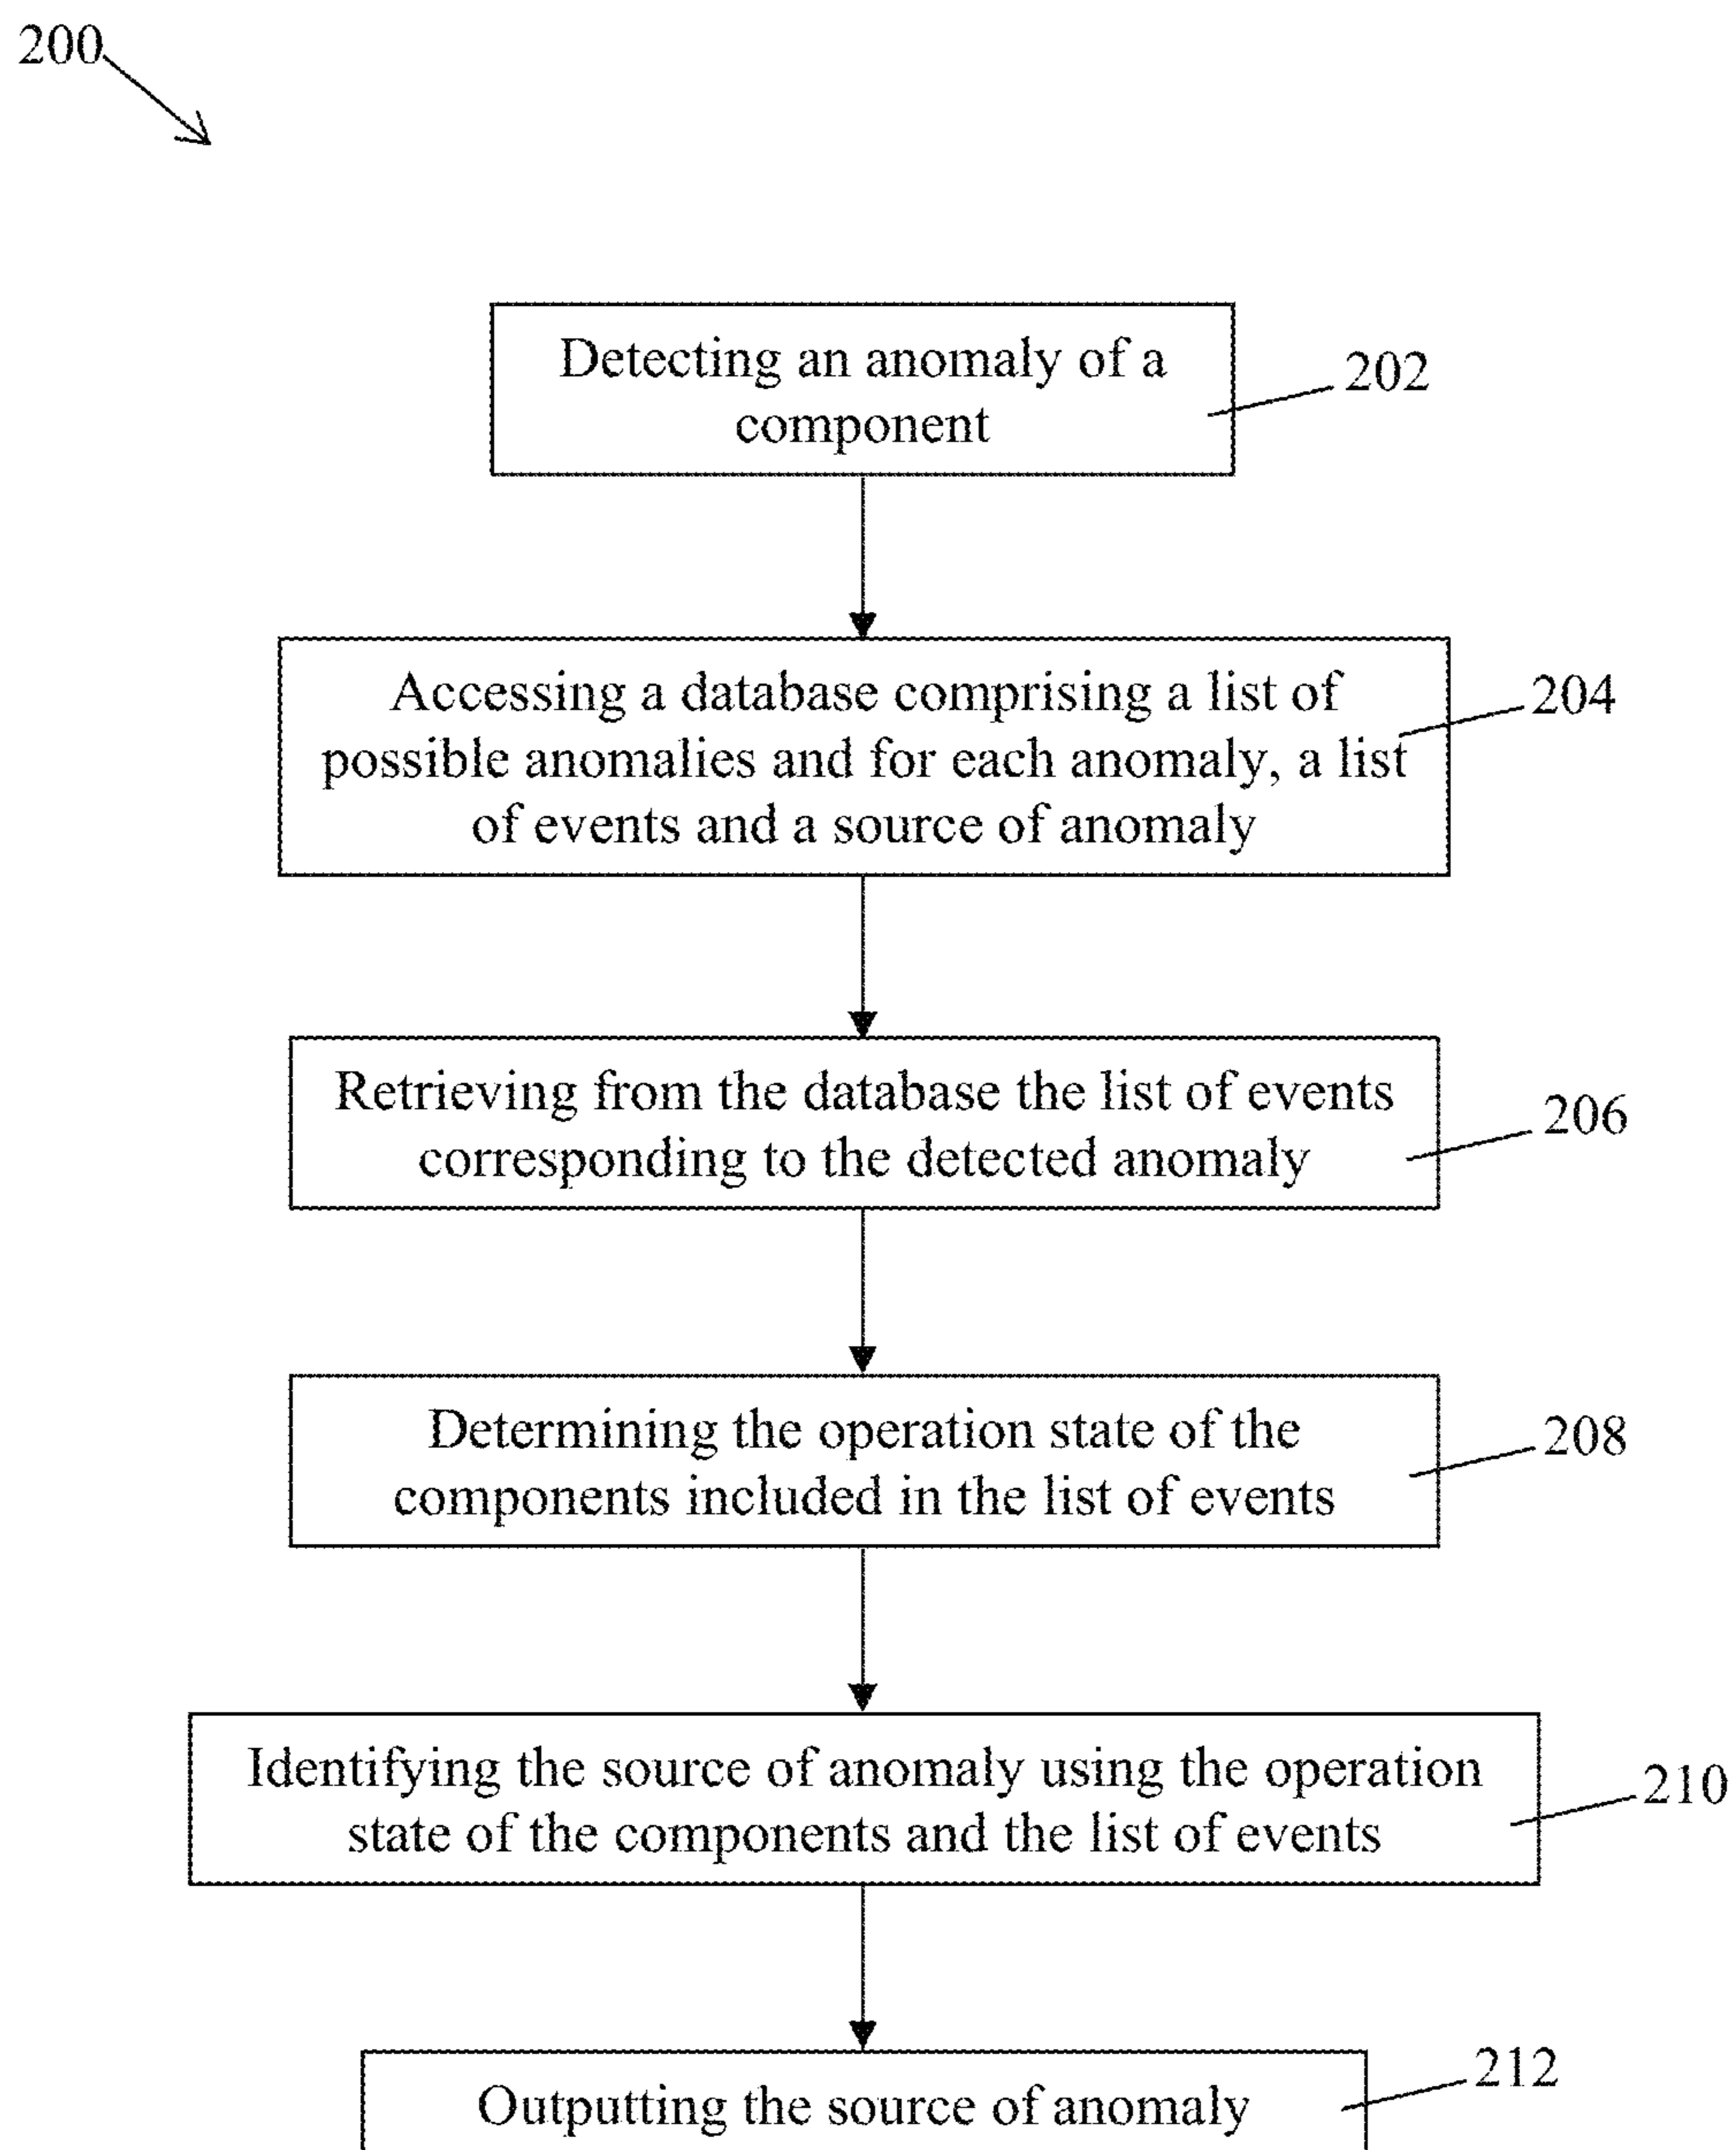 200
Detecting an anomaly of a
component
202
Accessing a database comprising a list of
possible anomalies and for each anomaly, a list
of events and a source of anomaly
204
Retrieving from the database the list of events
corresponding to the detected anomaly
206
Determining the operation state of the
components included in the list of events
208
Identifying the source of anomaly using the operation
state of the components and the list of events
210
Outputting the source of anomaly
212